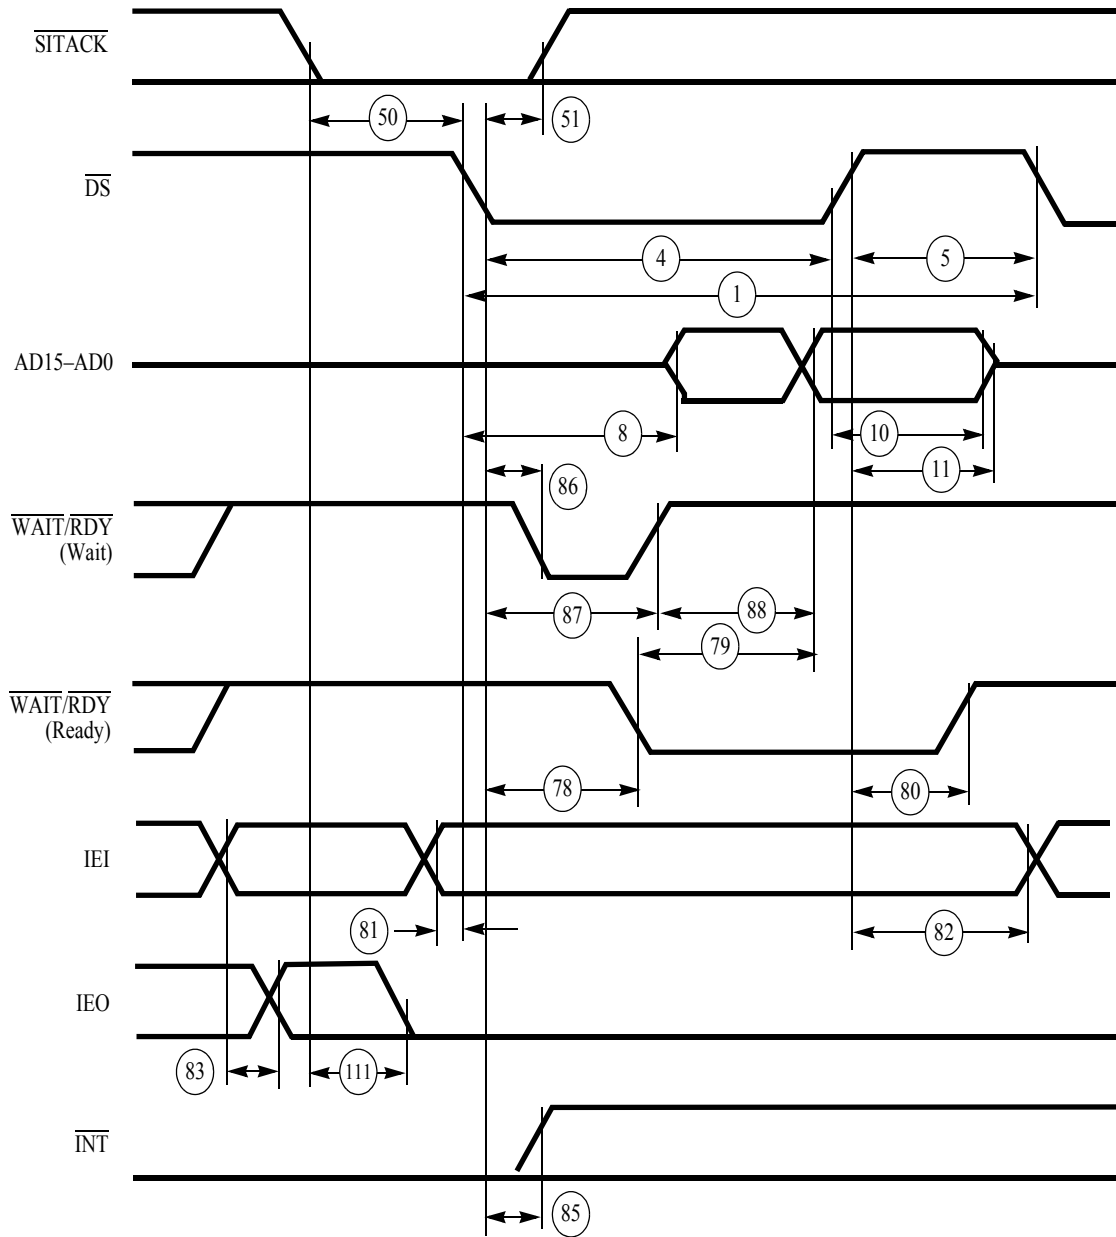 SITACK
50
51
DS
4
5
1
AD15–AD0
8
10
11
86
WAIT/RDY
(Wait)
87
88
79
WAIT/RDY
(Ready)
78
80
IEI
81
82
IEO
83
111
INT
85